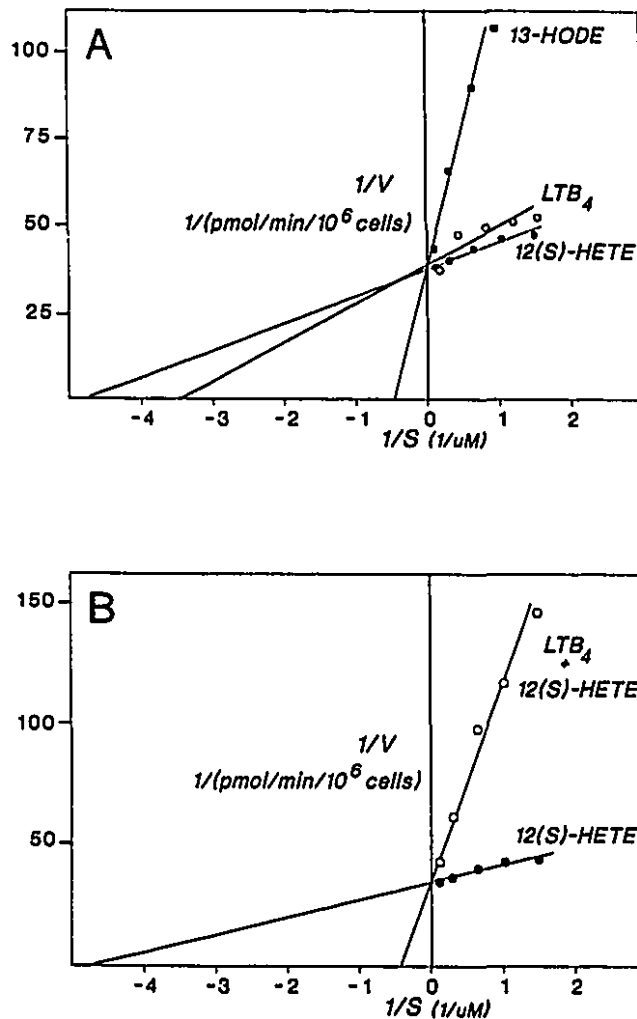 A
13-HODE
100
75
1/V
LTB4
50
1/(pmol/min/10^6 cells)
12(S)-HETE
25
-4 -3 -2 -1 0 1 2
1/S (1/uM)
B
150
LTB4
+
12(S)-HETE
100
1/V
1/(pmol/min/10^6 cells)
12(S)-HETE
50
-4 -3 -2 -1 0 1 2
1/S (1/uM)